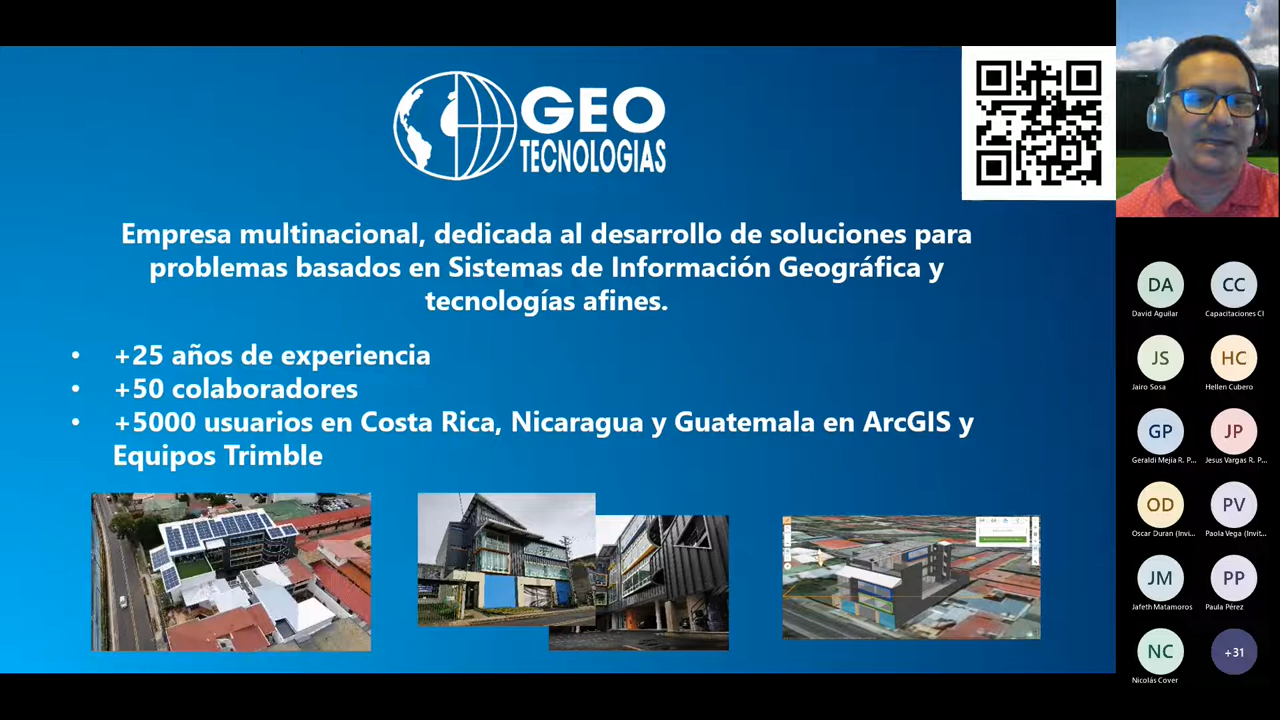 GEO
TECNOLOGIAS
Empresa multinacional, dedicada al desarrollo de soluciones para
problemas basados en Sistemas de Información Geográfica y
tecnologías afines.
• +25 años de experiencia
• +50 colaboradores
• +5000 usuarios en Costa Rica, Nicaragua y Guatemala en ArcGIS y
Equipos Trimble
DA
David Aguilar
CC
Capacitaciones CI
JS
Jairo Sosa
HC
Hellen Cubero
GP
Geraldi Mejia R. P...
JP
Jesus Vargas R. P...
OD
Oscar Duran (Invi...
PV
Paola Vega (Invit...
JM
Jafeth Matamoros
PP
Paula Pérez
NC
Nicolás Cover
+31